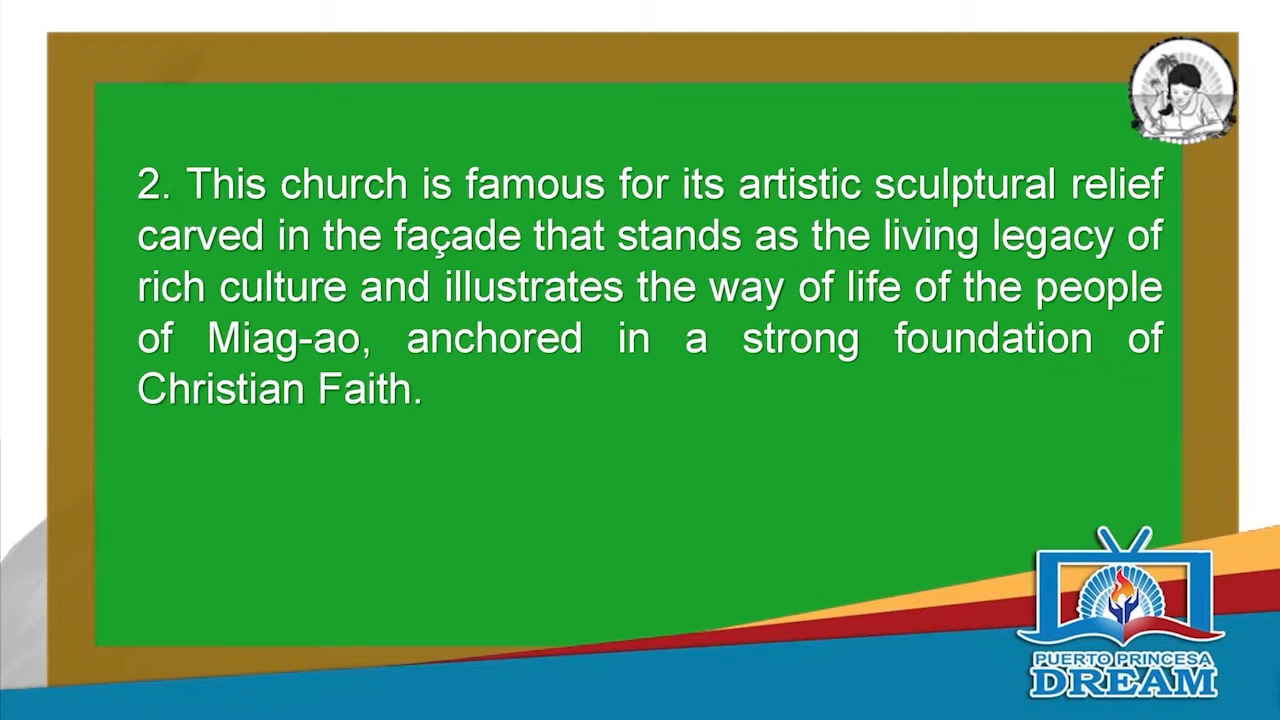 2. This church is famous for its artistic sculptural relief
carved in the façade that stands as the living legacy of
rich culture and illustrates the way of life of the people
of Miag-ao, anchored in a strong foundation of
Christian Faith.
PUERTO PRINCESA
DREAM